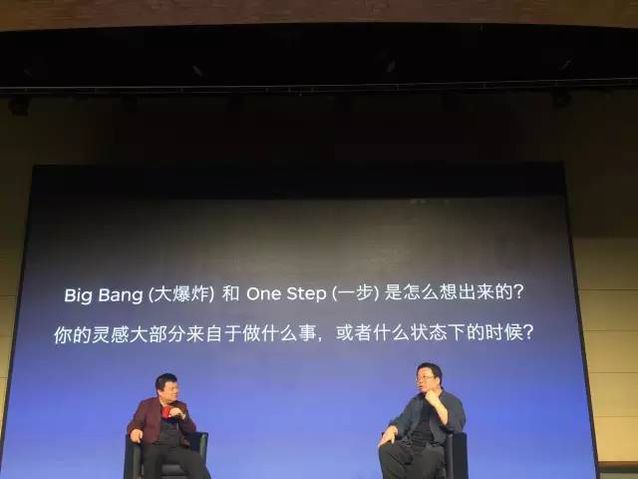 Big Bang (大爆炸) 和 One Step (一步) 是怎么想出来的？
你的灵感大部分来自于做什么事，或者什么状态下的时候？